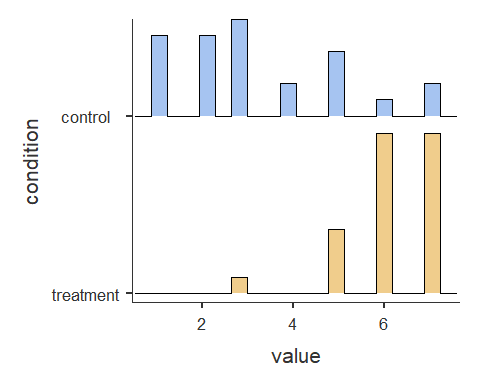 condition
control
treatment
2 4 6
value